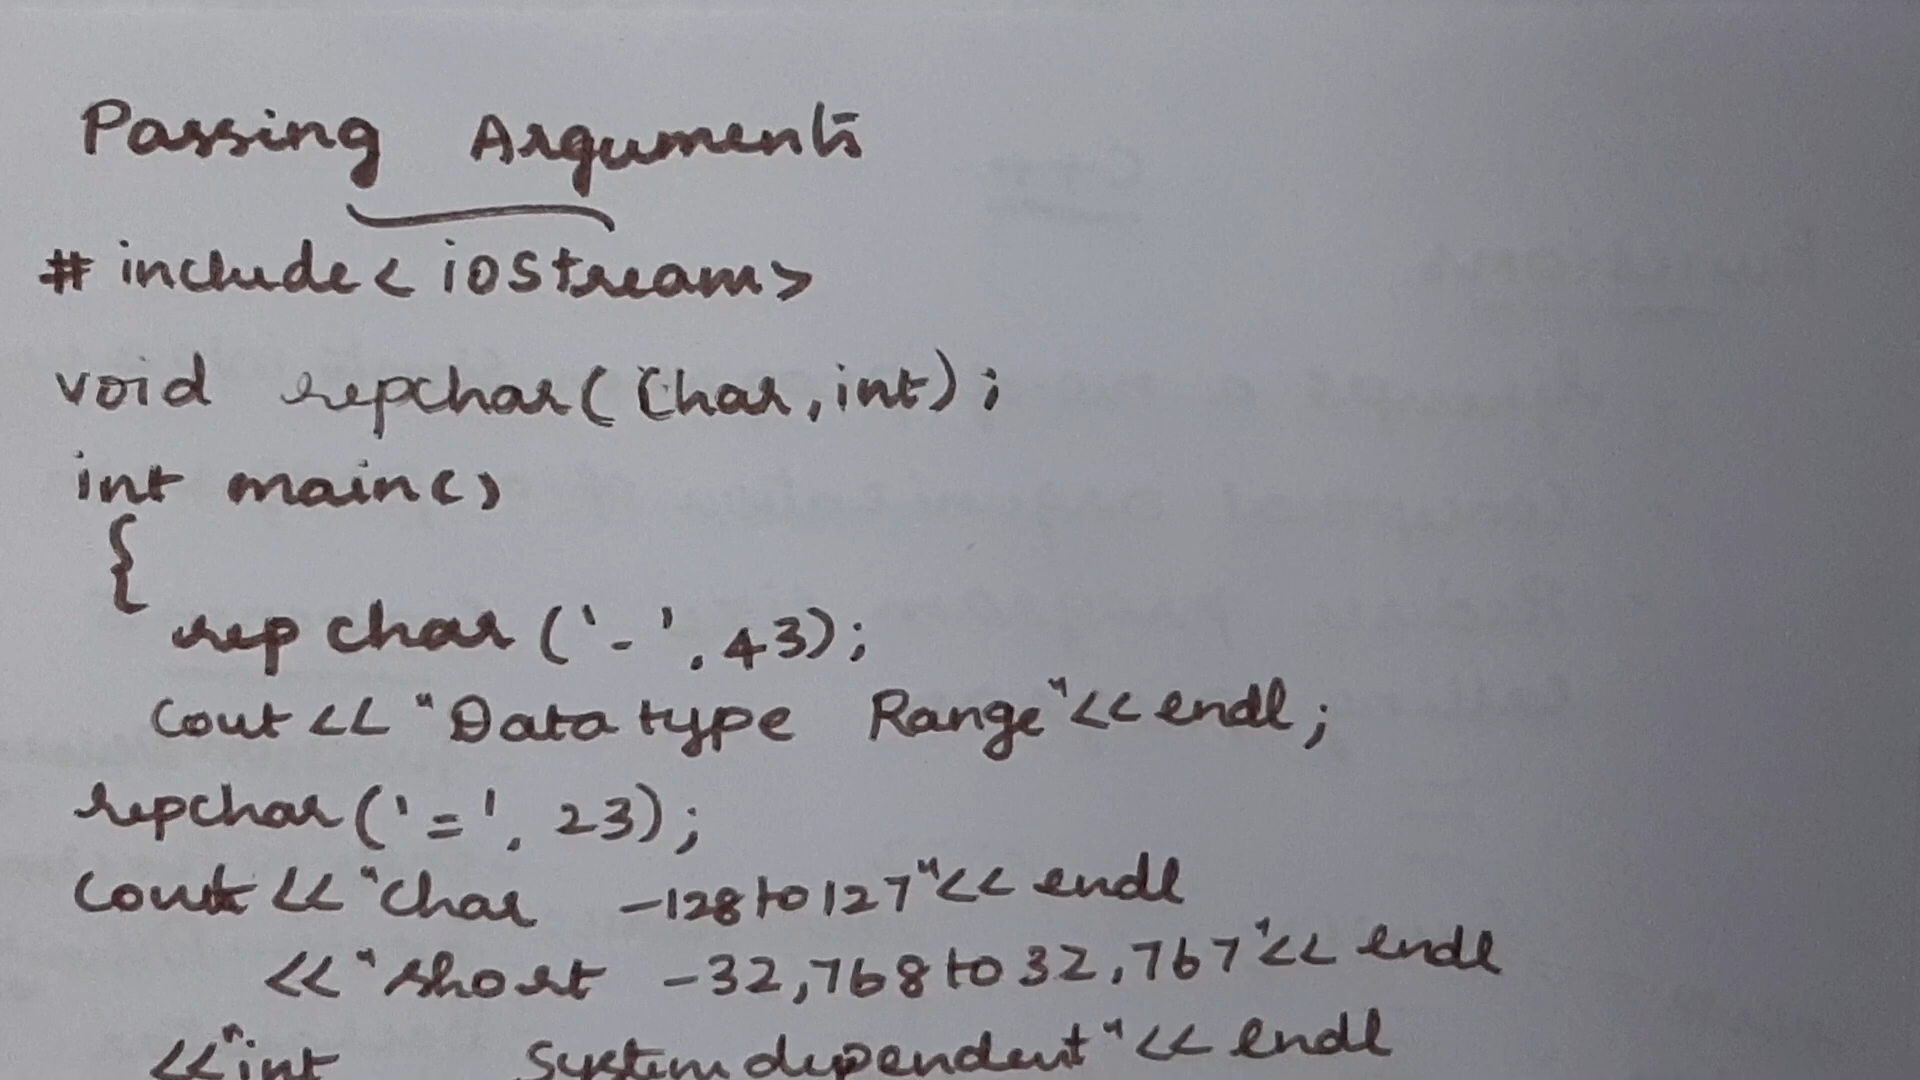 Passing Arguments
# include < iostream>
void repchar(char, int);
int main()
{
rep char ('-', 43);
cout << "Data type Range" << endl;
repchar ('=', 23);
cout << "char -128 to 127" << endl
<< "short -32,768 to 32,767" << endl
<< "int System dependent" << endl